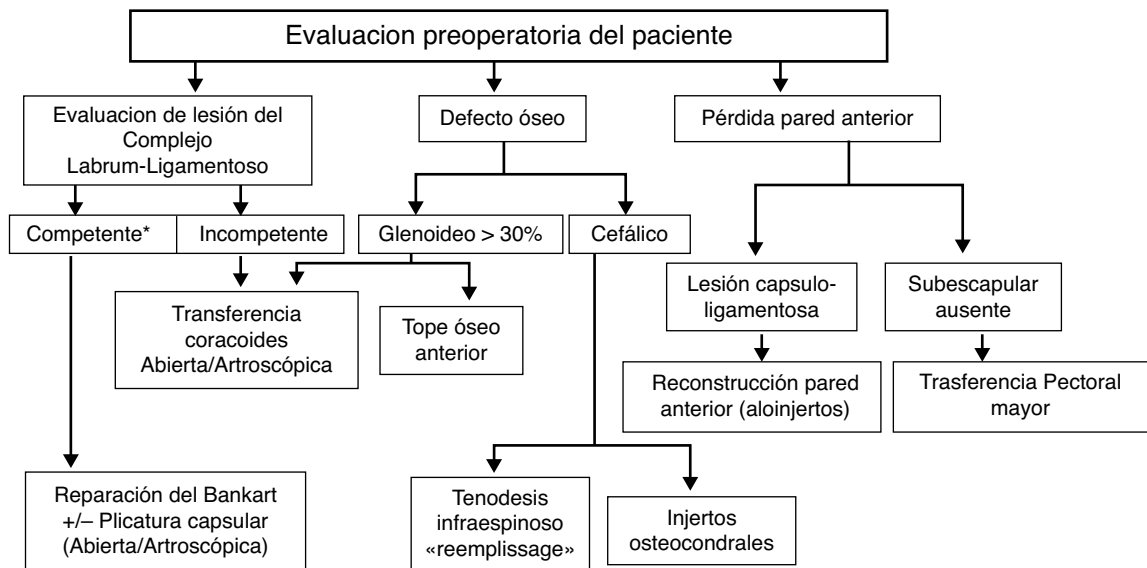 Evaluacion preoperatoria del paciente
Evaluacion de lesión del
Complejo
Labrum-Ligamentoso
Defecto óseo
Pérdida pared anterior
Competente*
Incompetente
Glenoideo > 30%
Cefálico
Transferencia
coracoides
Abierta/Artroscópica
Tope óseo
anterior
Lesión capsulo-
ligamentosa
Subescapular
ausente
Reconstrucción pared
anterior (aloinjertos)
Trasferencia Pectoral
mayor
Reparación del Bankart
+/– Plicatura capsular
(Abierta/Artroscópica)
Tenodesis
infraespinoso
«reemplissage»
Injertos
osteocondrales